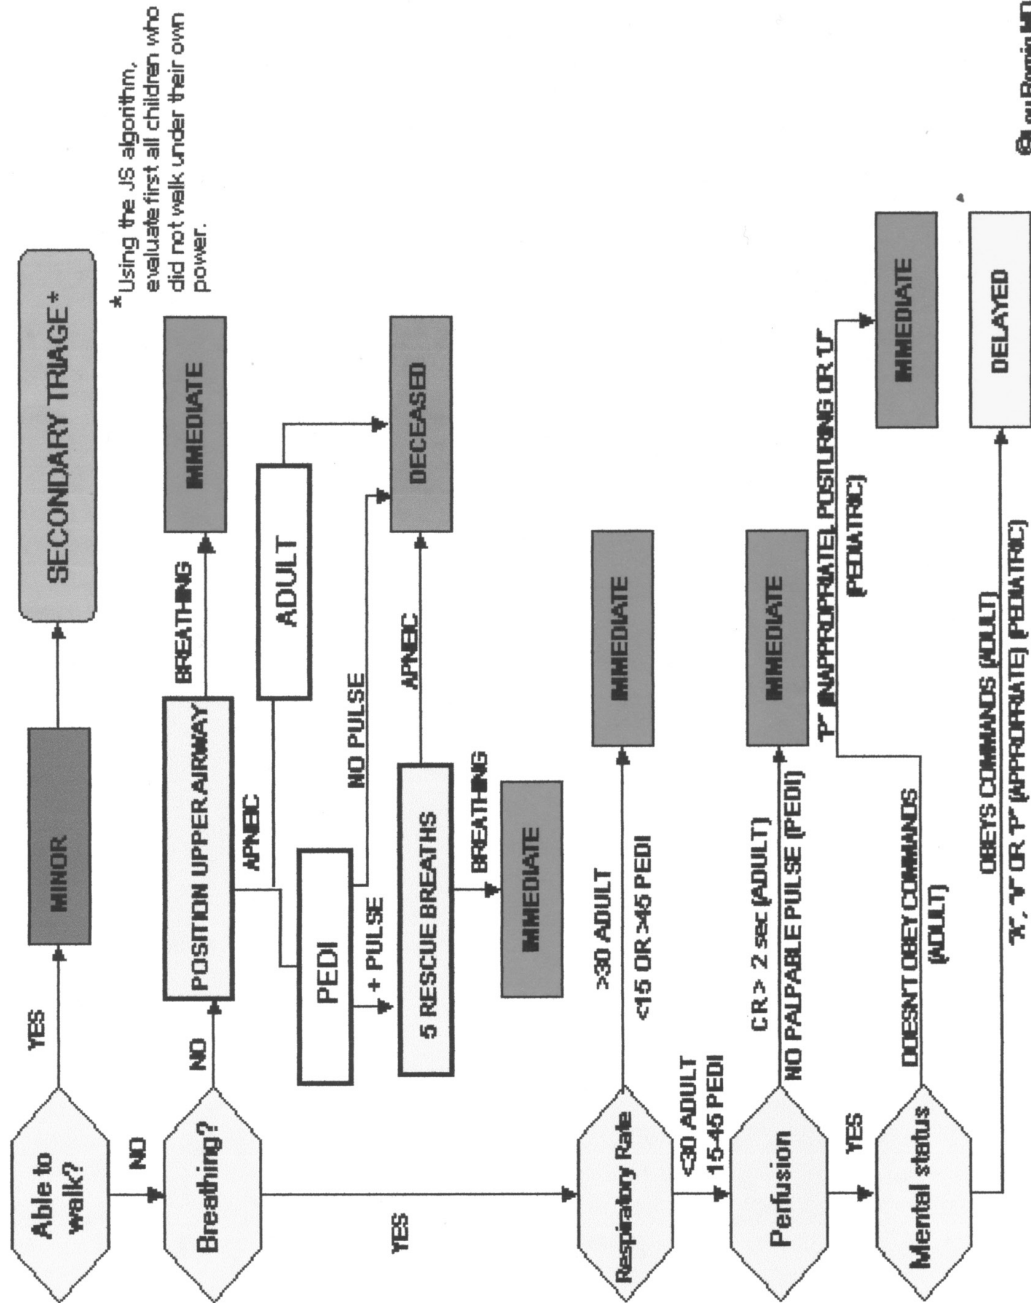 Able to
walk?
YES
MINOR
SECONDARY TRIAGE*
*Using the JS algorithm,
evaluate first all children who
did not walk under their own
power.
NO
Breathing?
NO
POSITION UPPER AIRWAY
BREATHING
IMMEDIATE
APNEIC
PEDI
ADULT
+ PULSE
NO PULSE
DECEASED
5 RESCUE BREATHS
APNEIC
BREATHING
IMMEDIATE
YES
Respiratory Rate
>30 ADULT
<15 OR >45 PEDI
IMMEDIATE
<30 ADULT
15-45 PEDI
Perfusion
CR > 2 sec (ADULT)
NO PALPABLE PULSE (PEDI)
IMMEDIATE
YES
Mental status
DOESN'T OBEY COMMANDS
(ADULT)
"P" (INAPPROPRIATE), POSTURING OR "U"
(PEDIATRIC)
IMMEDIATE
OBEYS COMMANDS (ADULT)
"A", "V" OR "P" (APPROPRIATE) (PEDIATRIC)
DELAYED
©Lou Romig MD